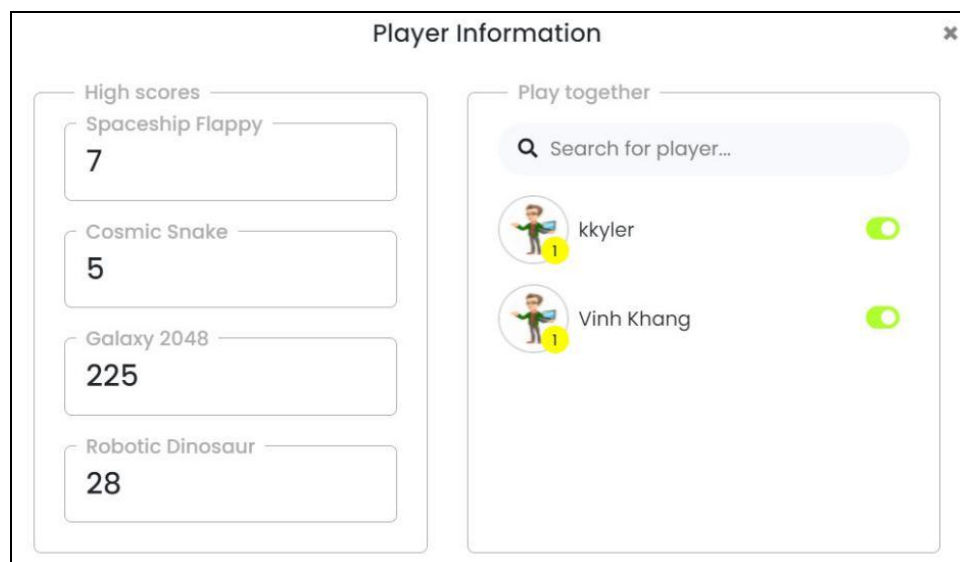 Player Information
High scores
Spaceship Flappy
7
Cosmic Snake
5
Galaxy 2048
225
Robotic Dinosaur
28
Play together
Search for player...
1
kkyler
1
Vinh Khang